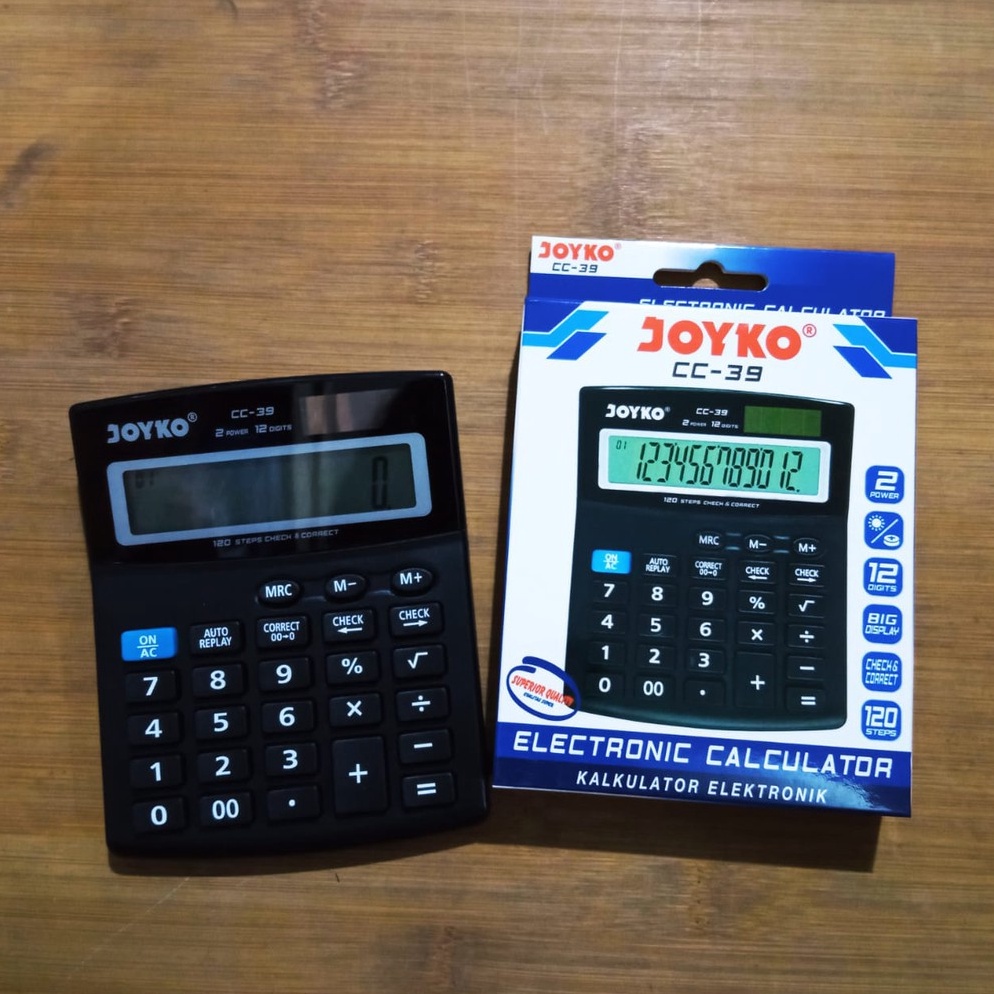 JOYKO®
CC-39
2 POWER 12 DIGITS
01 0.
120 STEPS CHECK & CORRECT
MRC M− M+
ON/AC AUTO REPLAY CORRECT 00→0 CHECK ← CHECK →
7 8 9 % √
4 5 6 × ÷
1 2 3 + −
0 00 . =
JOYKO®
CC-39
ELECTRONIC CALCULATOR
JOYKO®
CC-39
JOYKO®
CC-39
2 POWER 12 DIGITS
01 123456789012.
120 STEPS CHECK & CORRECT
MRC M− M+
ON/AC AUTO REPLAY CORRECT 00→0 CHECK ← CHECK →
7 8 9 % √
4 5 6 × ÷
1 2 3 + −
0 00 . =
2 POWER
12 DIGITS
BIG DISPLAY
CHECK & CORRECT
120 STEPS
SUPERIOR QUALITY
KUALITAS SUPER
ELECTRONIC CALCULATOR
KALKULATOR ELEKTRONIK